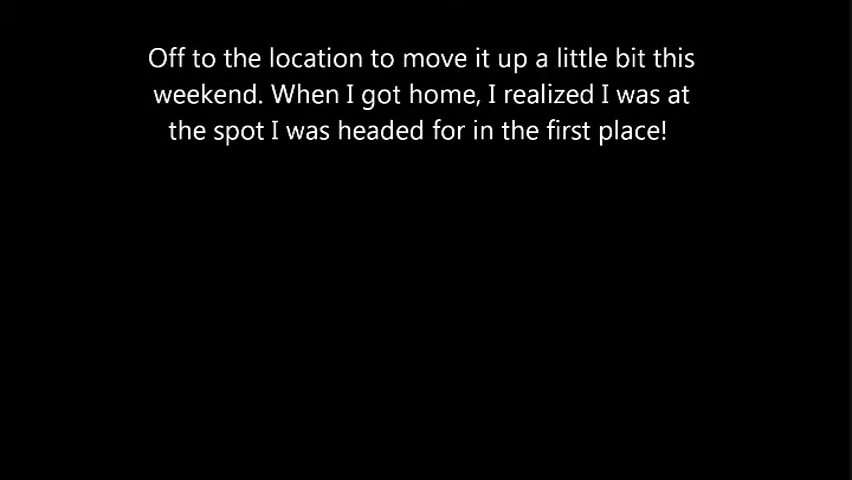 Off to the location to move it up a little bit this
weekend. When I got home, I realized I was at
the spot I was headed for in the first place!